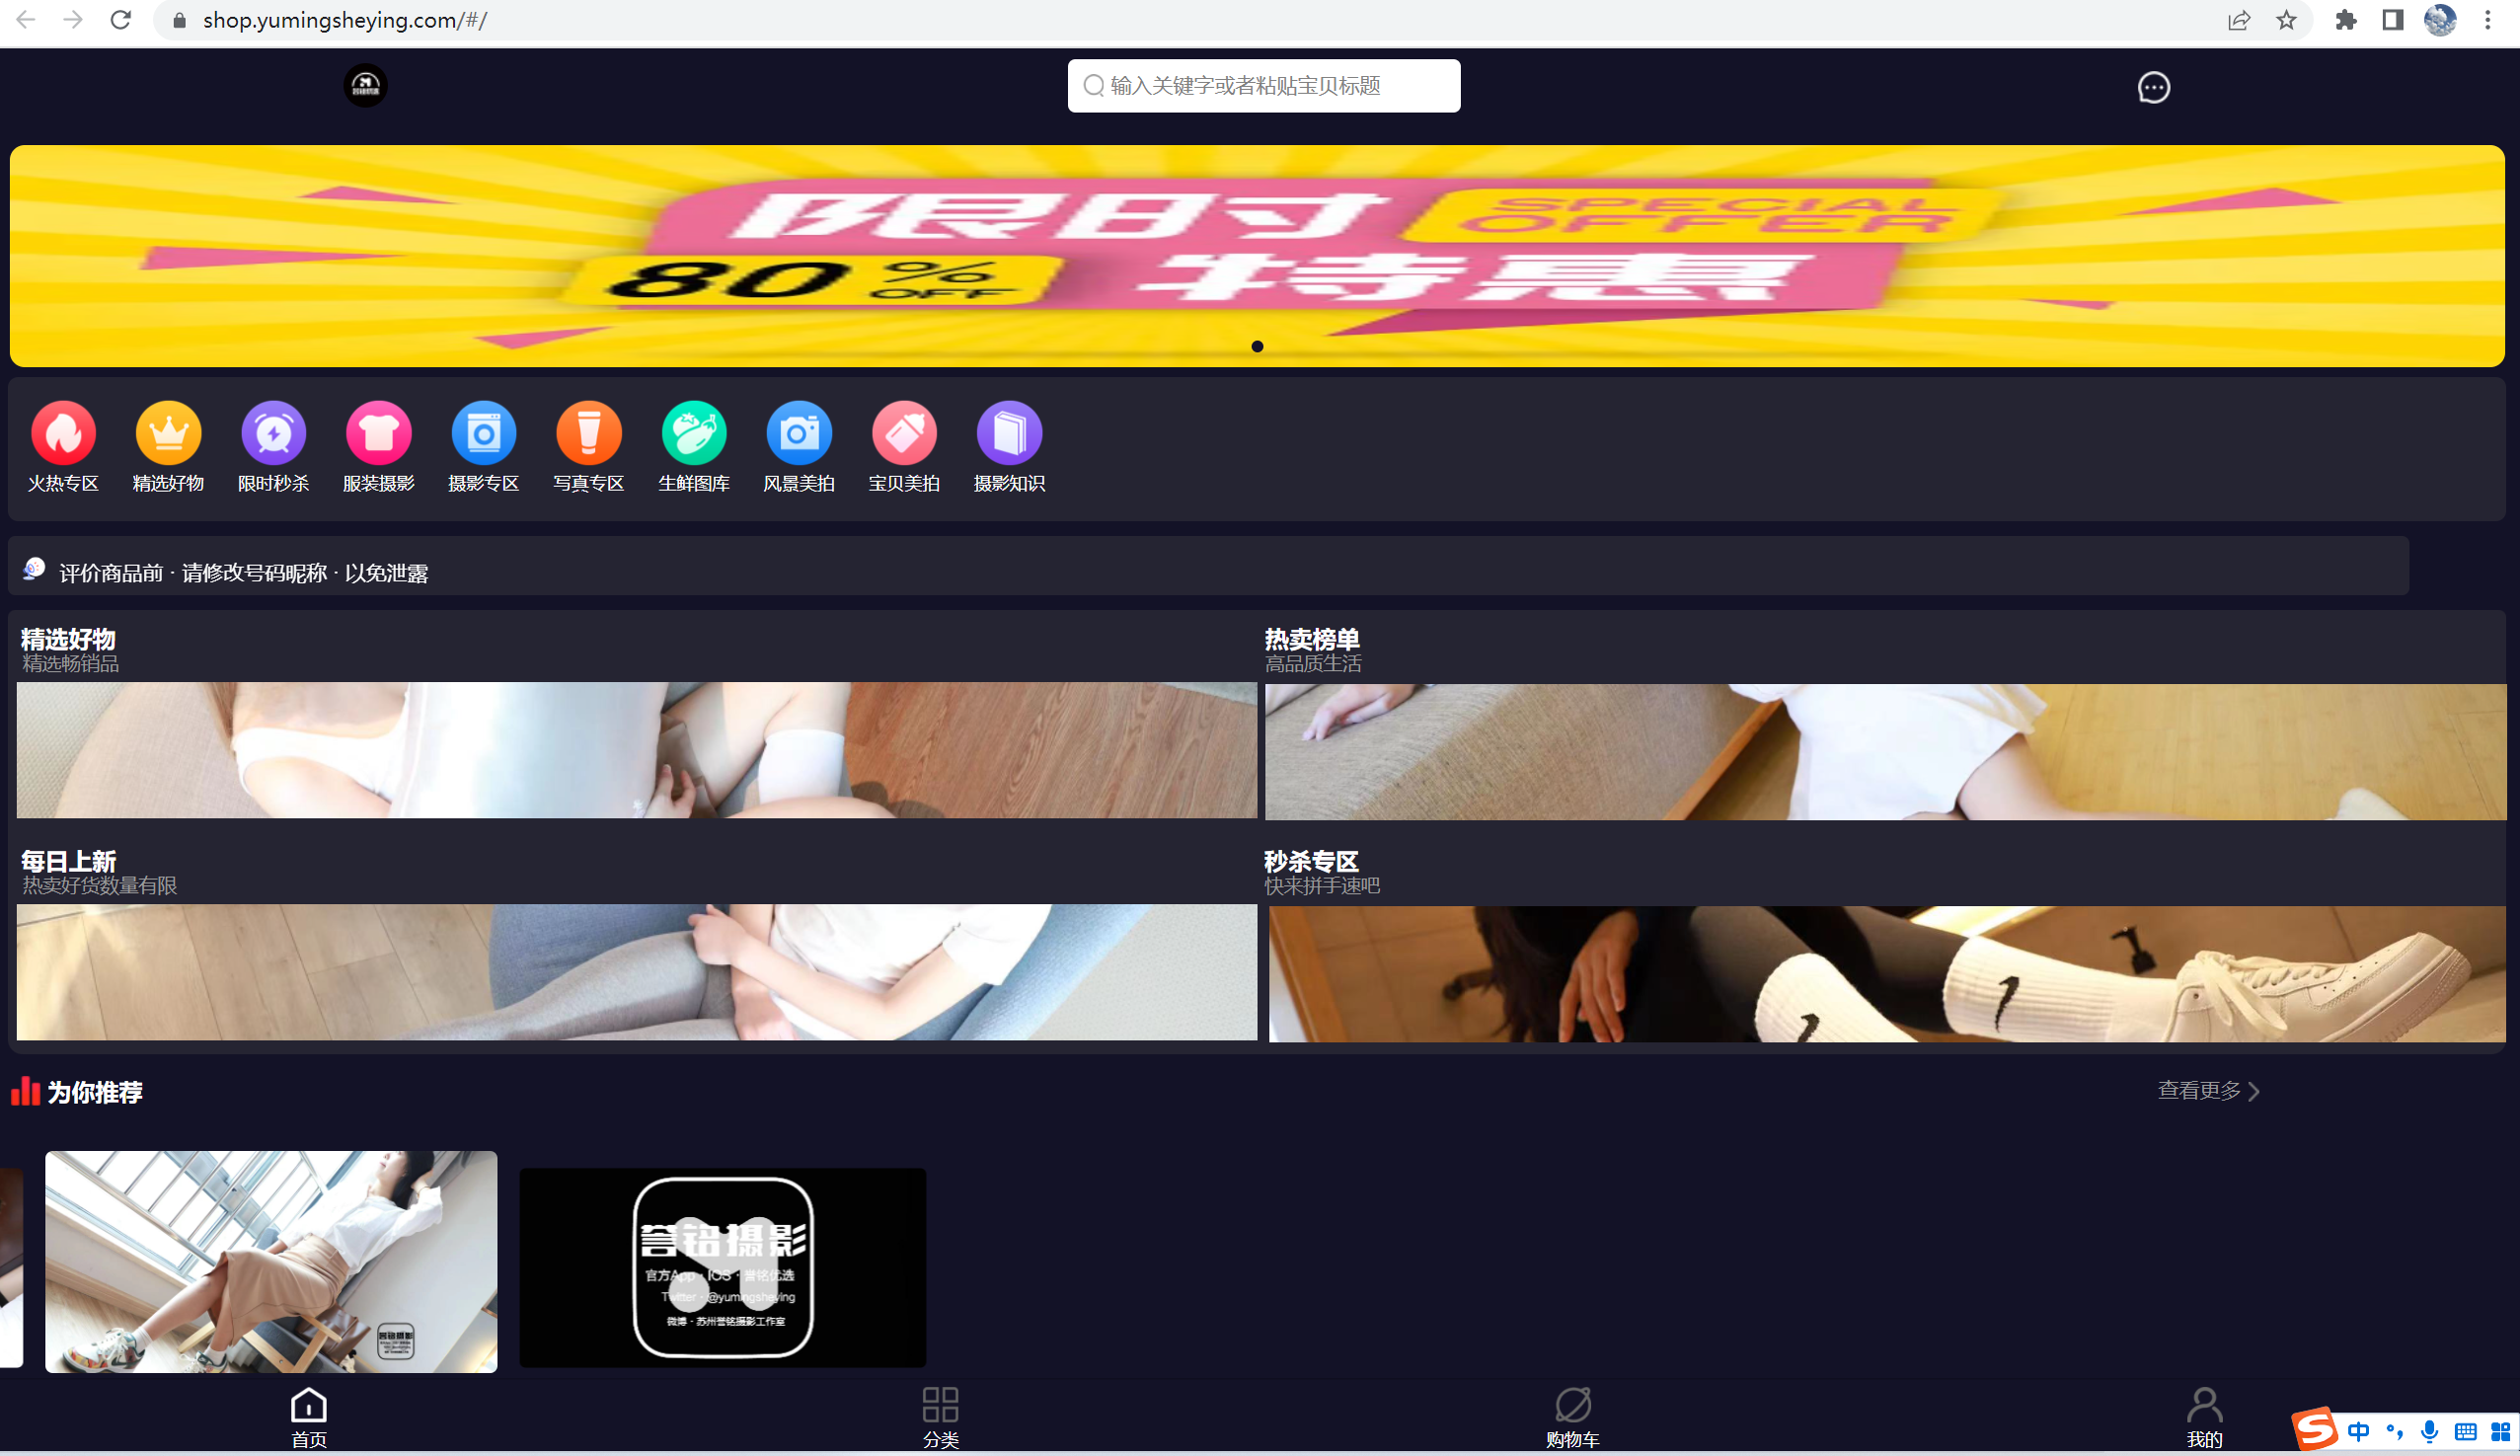 shop.yumingsheying.com/#/
输入关键字或者粘贴宝贝标题
限时
SPECIAL
OFFER
80%
OFF
特惠
火热专区
精选好物
限时秒杀
服装摄影
摄影专区
写真专区
生鲜图库
风景美拍
宝贝美拍
摄影知识
评价商品前 · 请修改号码昵称 · 以免泄露
精选好物
精选畅销品
热卖榜单
高品质生活
每日上新
热卖好货数量有限
秒杀专区
快来拼手速吧
为你推荐
查看更多
誉铭摄影
誉铭摄影
官方App · IOS · 誉铭优选
Twitter · @yumingsheying
微博 · 苏州誉铭摄影工作室
首页
分类
购物车
我的
中